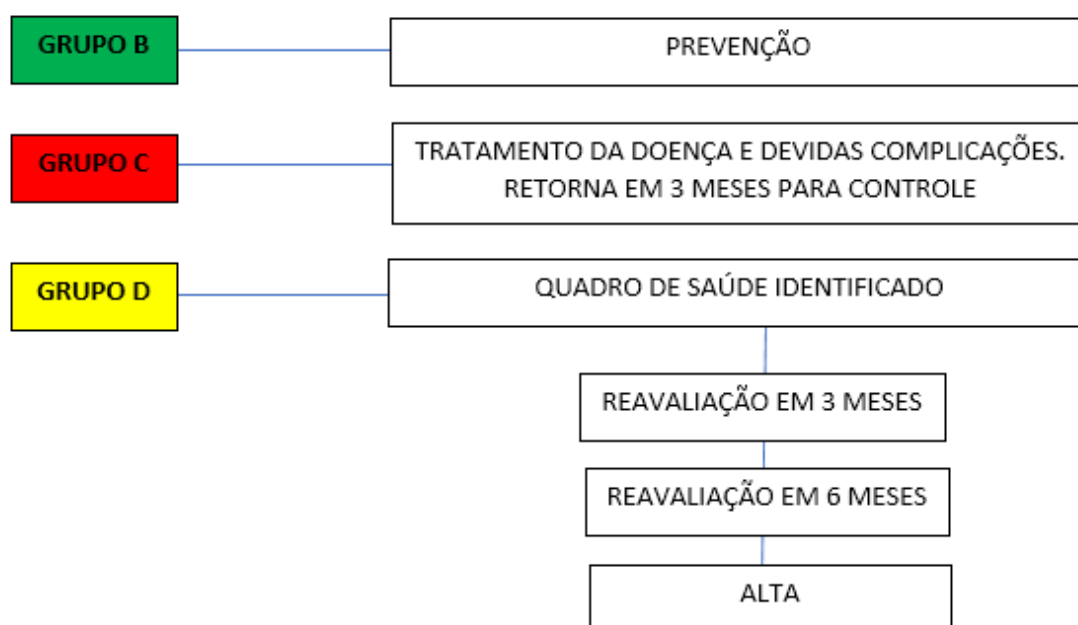 GRUPO B
PREVENÇÃO
GRUPO C
TRATAMENTO DA DOENÇA E DEVIDAS COMPLICAÇÕES.
RETORNA EM 3 MESES PARA CONTROLE
GRUPO D
QUADRO DE SAÚDE IDENTIFICADO
REAVALIAÇÃO EM 3 MESES
REAVALIAÇÃO EM 6 MESES
ALTA